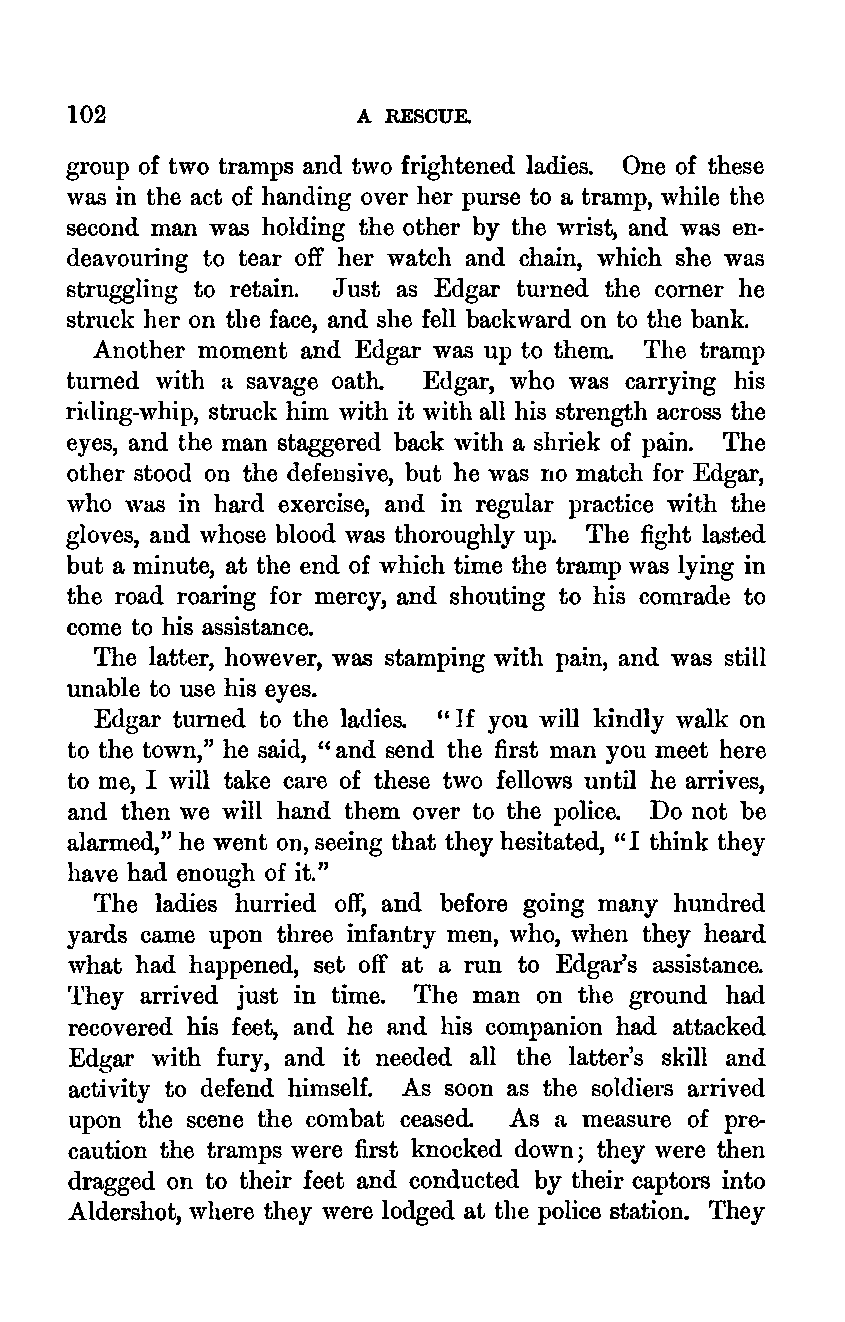 102 A RESCUE.
group of two tramps and two frightened ladies. One of these
was in the act of handing over her purse to a tramp, while the
second man was holding the other by the wrist, and was en-
deavouring to tear off her watch and chain, which she was
struggling to retain. Just as Edgar turned the corner he
struck her on the face, and she fell backward on to the bank.
Another moment and Edgar was up to them. The tramp
turned with a savage oath. Edgar, who was carrying his
riding-whip, struck him with it with all his strength across the
eyes, and the man staggered back with a shriek of pain. The
other stood on the defensive, but he was no match for Edgar,
who was in hard exercise, and in regular practice with the
gloves, and whose blood was thoroughly up. The fight lasted
but a minute, at the end of which time the tramp was lying in
the road roaring for mercy, and shouting to his comrade to
come to his assistance.
The latter, however, was stamping with pain, and was still
unable to use his eyes.
Edgar turned to the ladies. "If you will kindly walk on
to the town," he said, "and send the first man you meet here
to me, I will take care of these two fellows until he arrives,
and then we will hand them over to the police. Do not be
alarmed," he went on, seeing that they hesitated, "I think they
have had enough of it."
The ladies hurried off, and before going many hundred
yards came upon three infantry men, who, when they heard
what had happened, set off at a run to Edgar's assistance.
They arrived just in time. The man on the ground had
recovered his feet, and he and his companion had attacked
Edgar with fury, and it needed all the latter's skill and
activity to defend himself. As soon as the soldiers arrived
upon the scene the combat ceased. As a measure of pre-
caution the tramps were first knocked down; they were then
dragged on to their feet and conducted by their captors into
Aldershot, where they were lodged at the police station. They